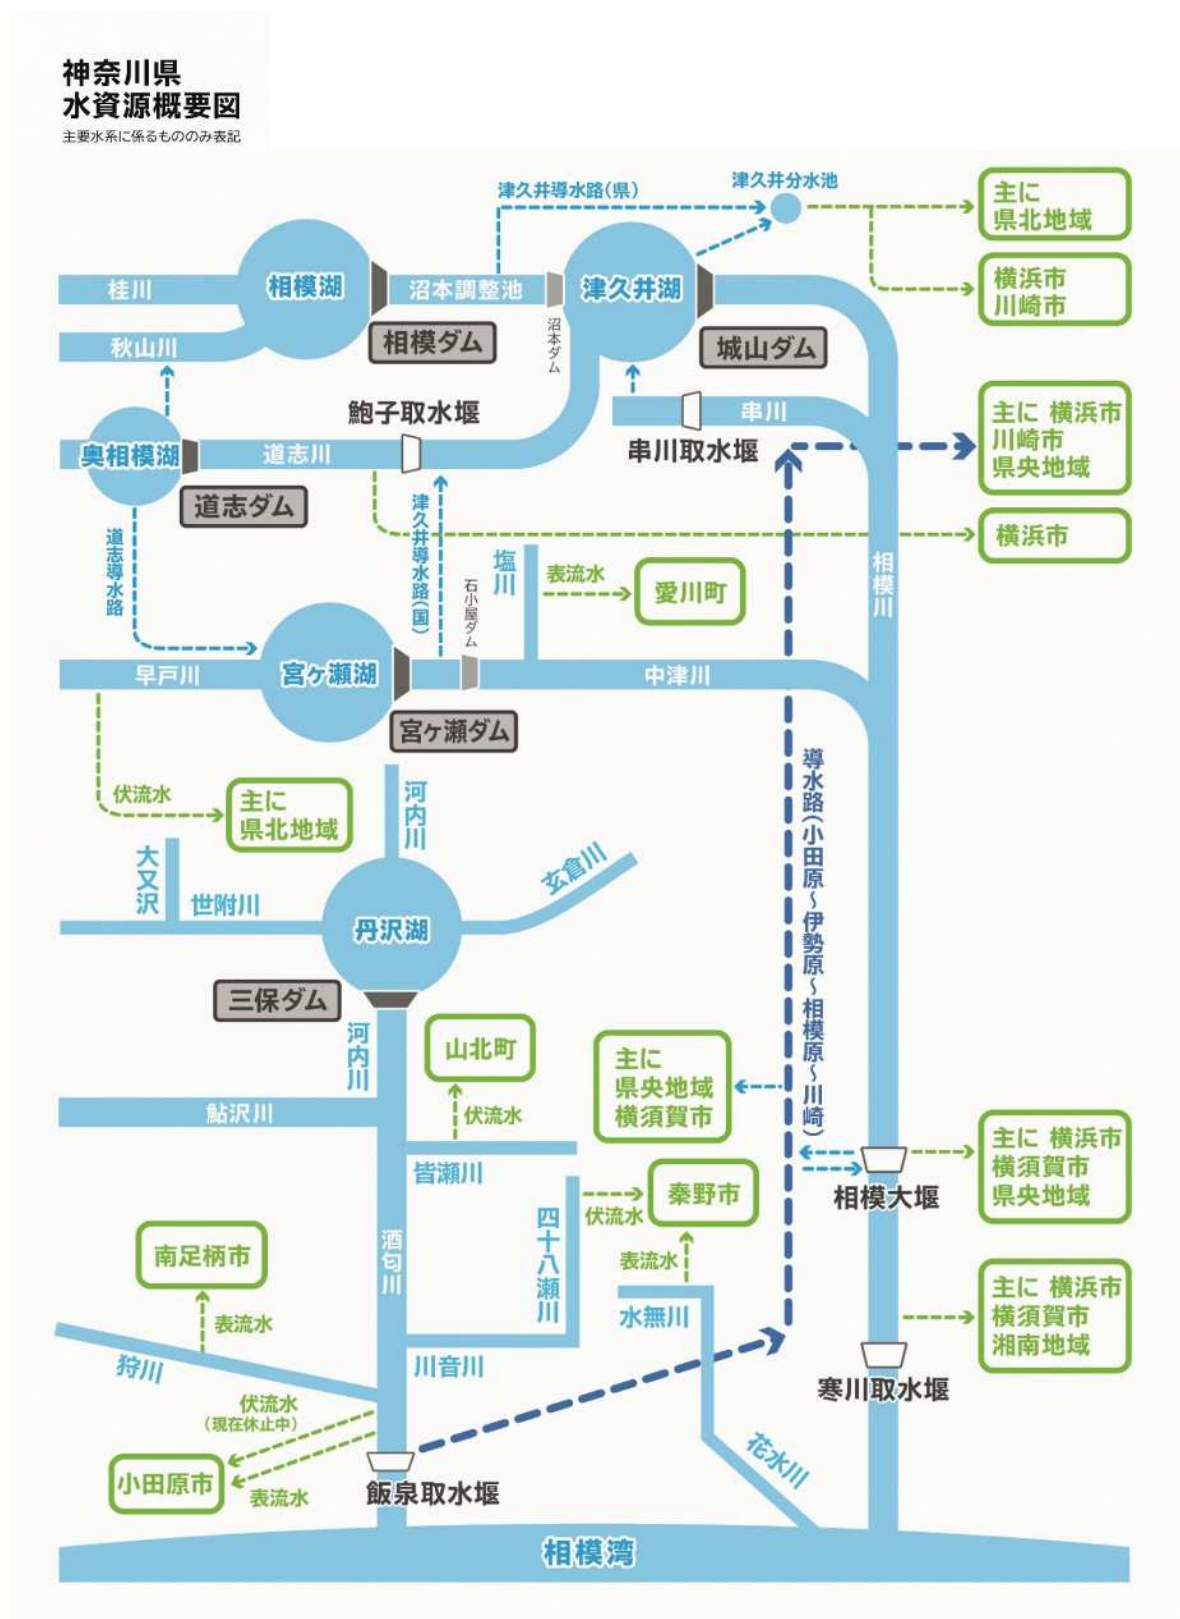 神奈川県
水資源概要図
主要水系に係るもののみ表記
津久井導水路(県)
津久井分水池
主に
県北地域
桂川
相模湖
沼本調整池
津久井湖
横浜市
川崎市
秋山川
相模ダム
沼本ダム
城山ダム
鮑子取水堰
串川
主に 横浜市
川崎市
県央地域
奥相模湖
道志川
串川取水堰
道志ダム
津久井導水路(国)
横浜市
道志導水路
塩川
表流水
愛川町
石小屋ダム
相模川
早戸川
宮ヶ瀬湖
中津川
宮ヶ瀬ダム
伏流水
主に
県北地域
河内川
導水路(小田原~伊勢原~相模原~川崎)
大又沢
世附川
玄倉川
丹沢湖
三保ダム
河内川
山北町
主に
県央地域
横須賀市
鮎沢川
伏流水
皆瀬川
主に 横浜市
横須賀市
県央地域
相模大堰
四十八瀬川
伏流水
秦野市
酒匂川
南足柄市
表流水
表流水
水無川
主に 横浜市
横須賀市
湘南地域
狩川
川音川
寒川取水堰
伏流水
(現在休止中)
花水川
小田原市
表流水
飯泉取水堰
相模湾